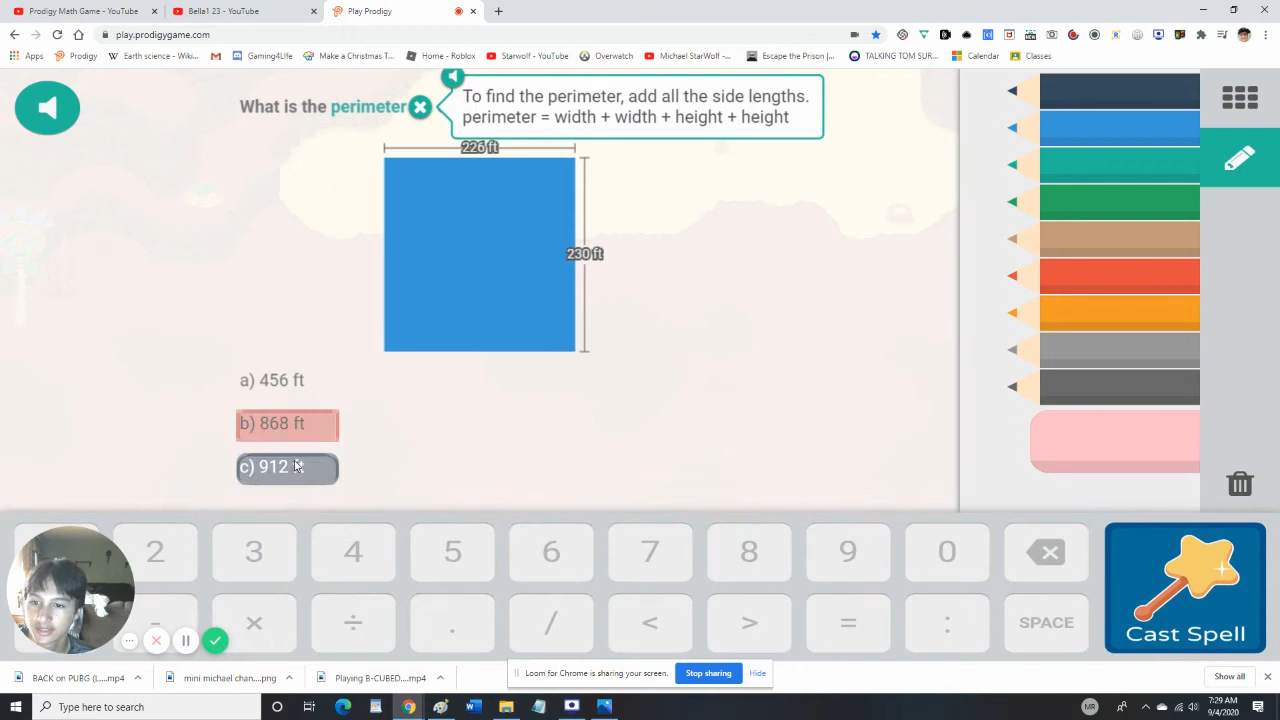 Prodigy Math Game - YouTube
Bella1 23 - YouTube
Play Prodigy
play.prodigygame.com
Apps
Prodigy
Earth science - Wiki...
GamingSLIFE
Make a Christmas T...
Home - Roblox
YouTube - Starwolf - YouTube
Overwatch
Michael StarWolf -...
Escape the Prison |...
TALKING TOM SUR...
Calendar
Classes
What is the perimeter
To find the perimeter, add all the side lengths.
perimeter = width + width + height + height
226 ft
230 ft
a) 456 ft
b) 868 ft
c) 912 ft
2 3 4 5 6 7 8 9 0
- × ÷ . / < > = : SPACE
Cast Spell
Loom for Chrome is sharing your screen.
Stop sharing
Hide
BACK ON PUBG (L....mp4
mini michael chan....png
Playing B-CUBED....mp4
Show all
Type here to search
7:29 AM
9/4/2020